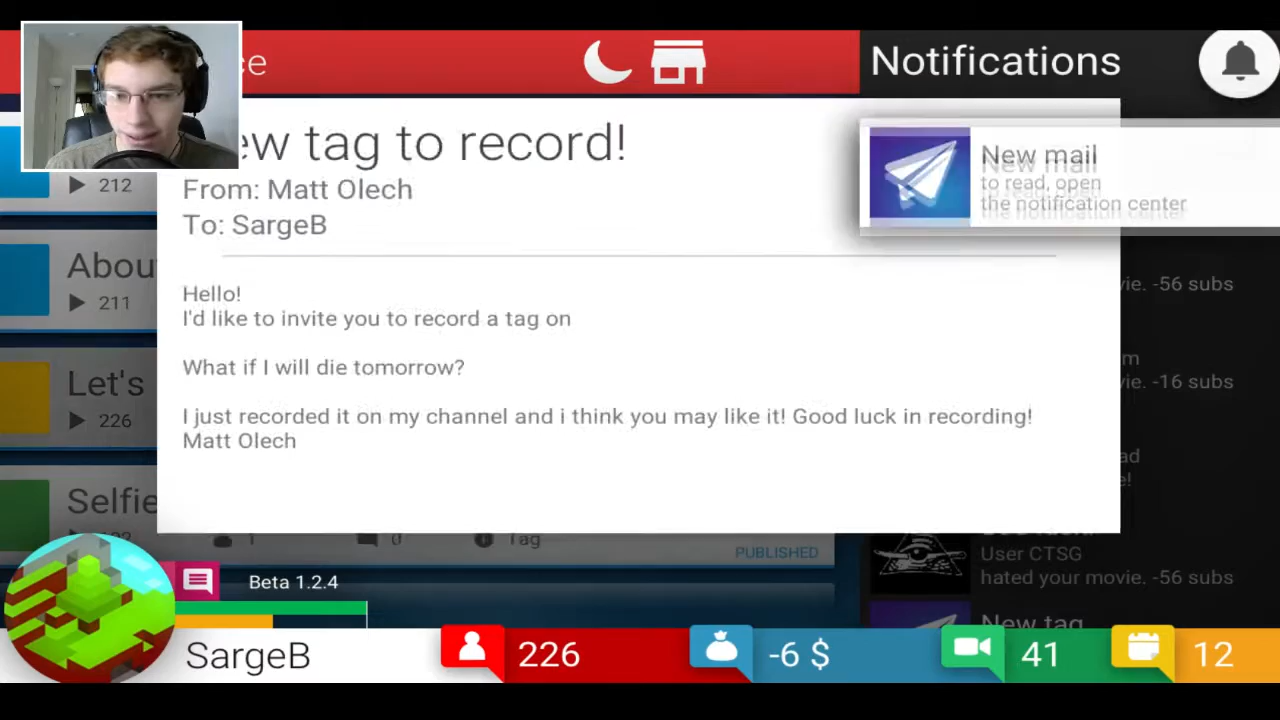 ce
Notifications
ew tag to record!
From: Matt Olech
To: SargeB
Hello!
I'd like to invite you to record a tag on
What if I will die tomorrow?
I just recorded it on my channel and i think you may like it! Good luck in recording!
Matt Olech
New mail
to read, open
the notification center
212
Abou
211
Let's
226
Selfie
1
0
Tag
PUBLISHED
vie. -56 subs
m
vie. -16 subs
ad
e!
User CTSG
hated your movie. -56 subs
New tag
Beta 1.2.4
SargeB
226
-6 $
41
12